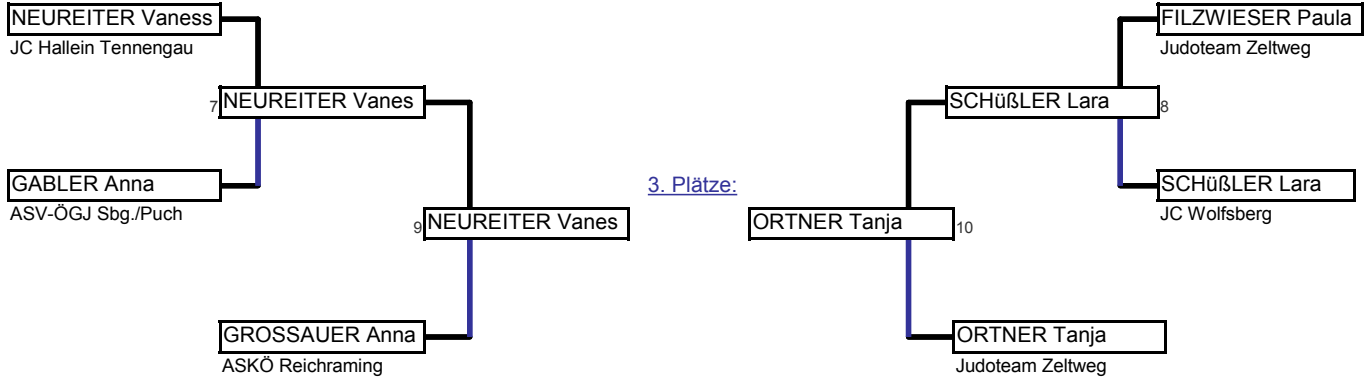 NEUREITER Vaness
JC Hallein Tennengau
7 NEUREITER Vanes
GABLER Anna
ASV-ÖGJ Sbg./Puch
9 NEUREITER Vanes
GROSSAUER Anna
ASKÖ Reichraming
3. Plätze:
FILZWIESER Paula
Judoteam Zeltweg
SCHüßLER Lara 8
SCHüßLER Lara
JC Wolfsberg
ORTNER Tanja 10
ORTNER Tanja
Judoteam Zeltweg